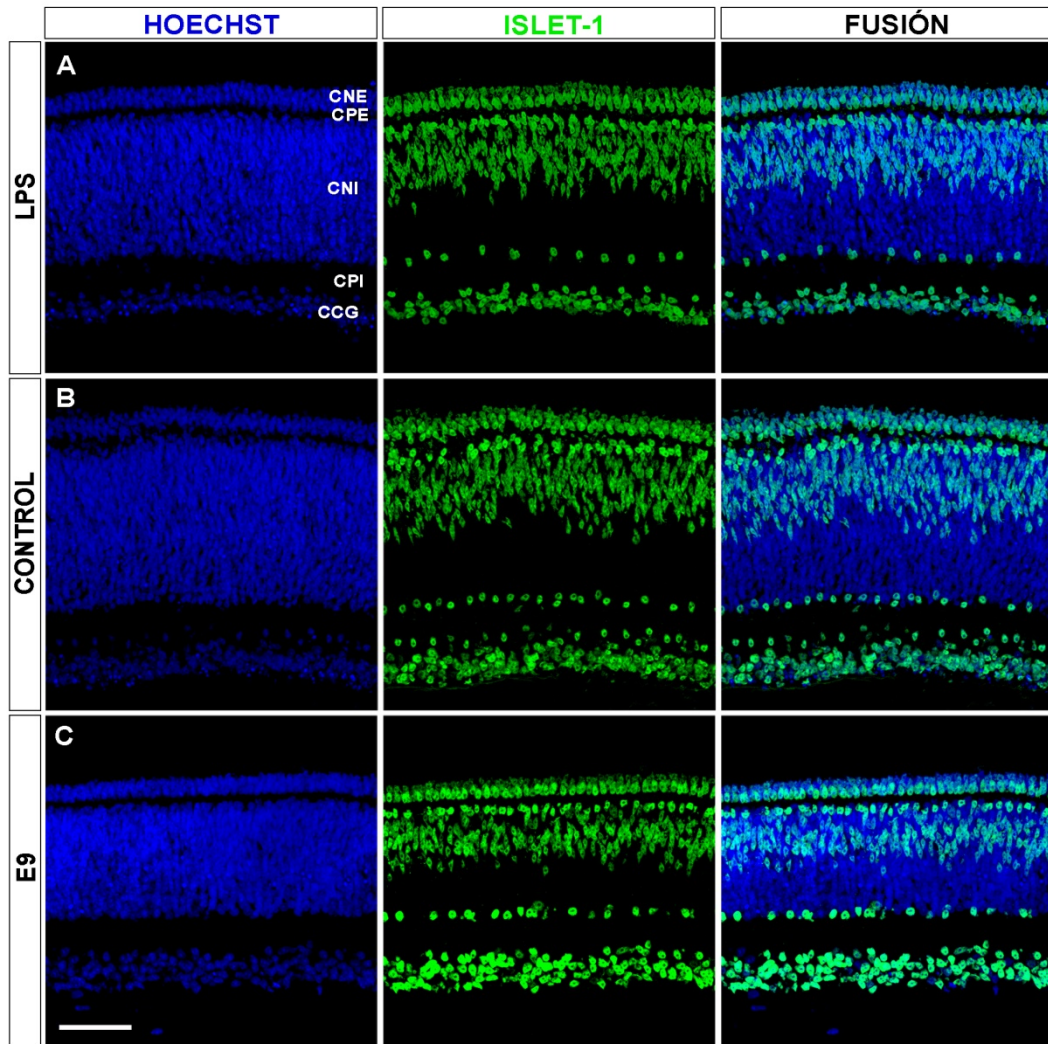 HOECHST ISLET-1 FUSIÓN
LPS
A
CNE
CPE
CNI
CPI
CCG
CONTROL
B
E9
C